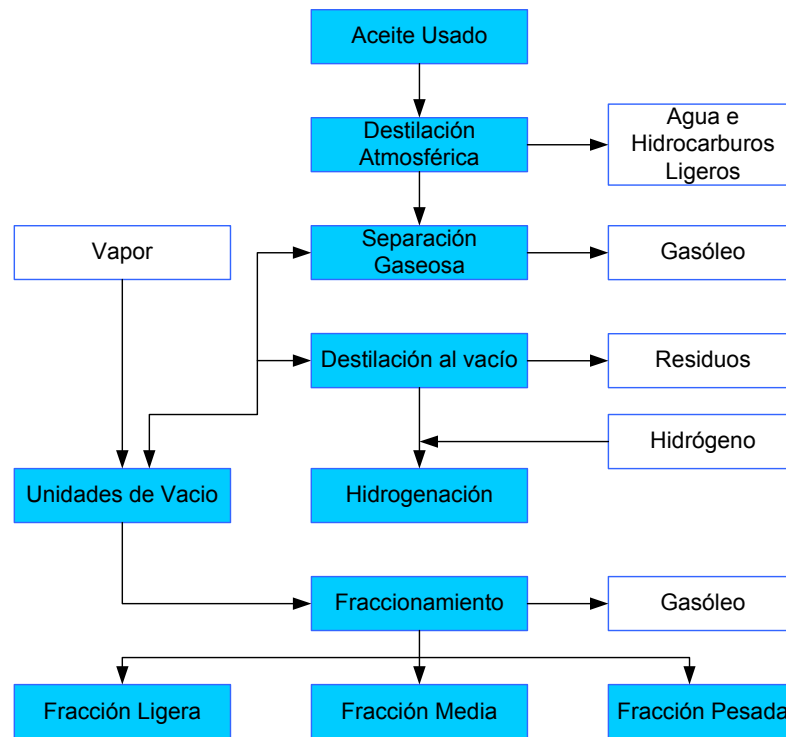 Aceite Usado
Destilación
Atmosférica
Agua e
Hidrocarburos
Ligeros
Vapor
Separación
Gaseosa
Gasóleo
Destilación al vacío
Residuos
Hidrógeno
Unidades de Vacio
Hidrogenación
Fraccionamiento
Gasóleo
Fracción Ligera
Fracción Media
Fracción Pesada